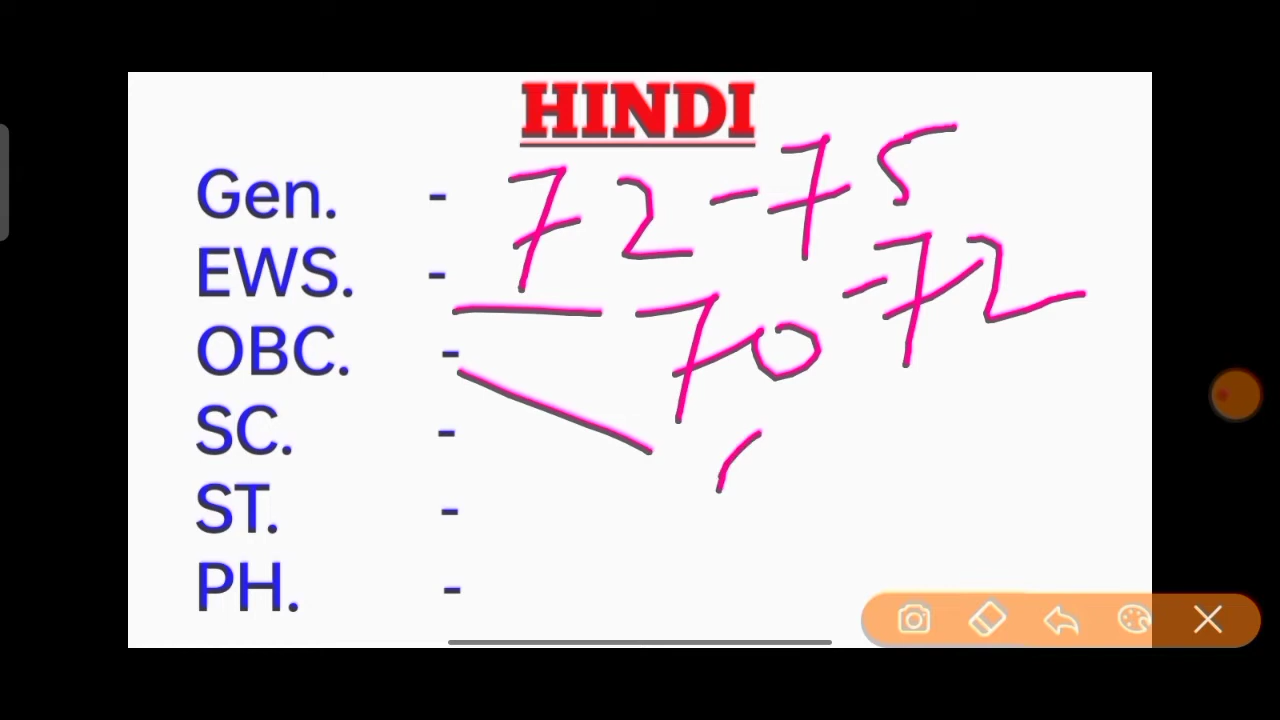 HINDI
Gen. - 72-75
EWS. - 70-72
OBC. -
SC. -
ST. -
PH. -